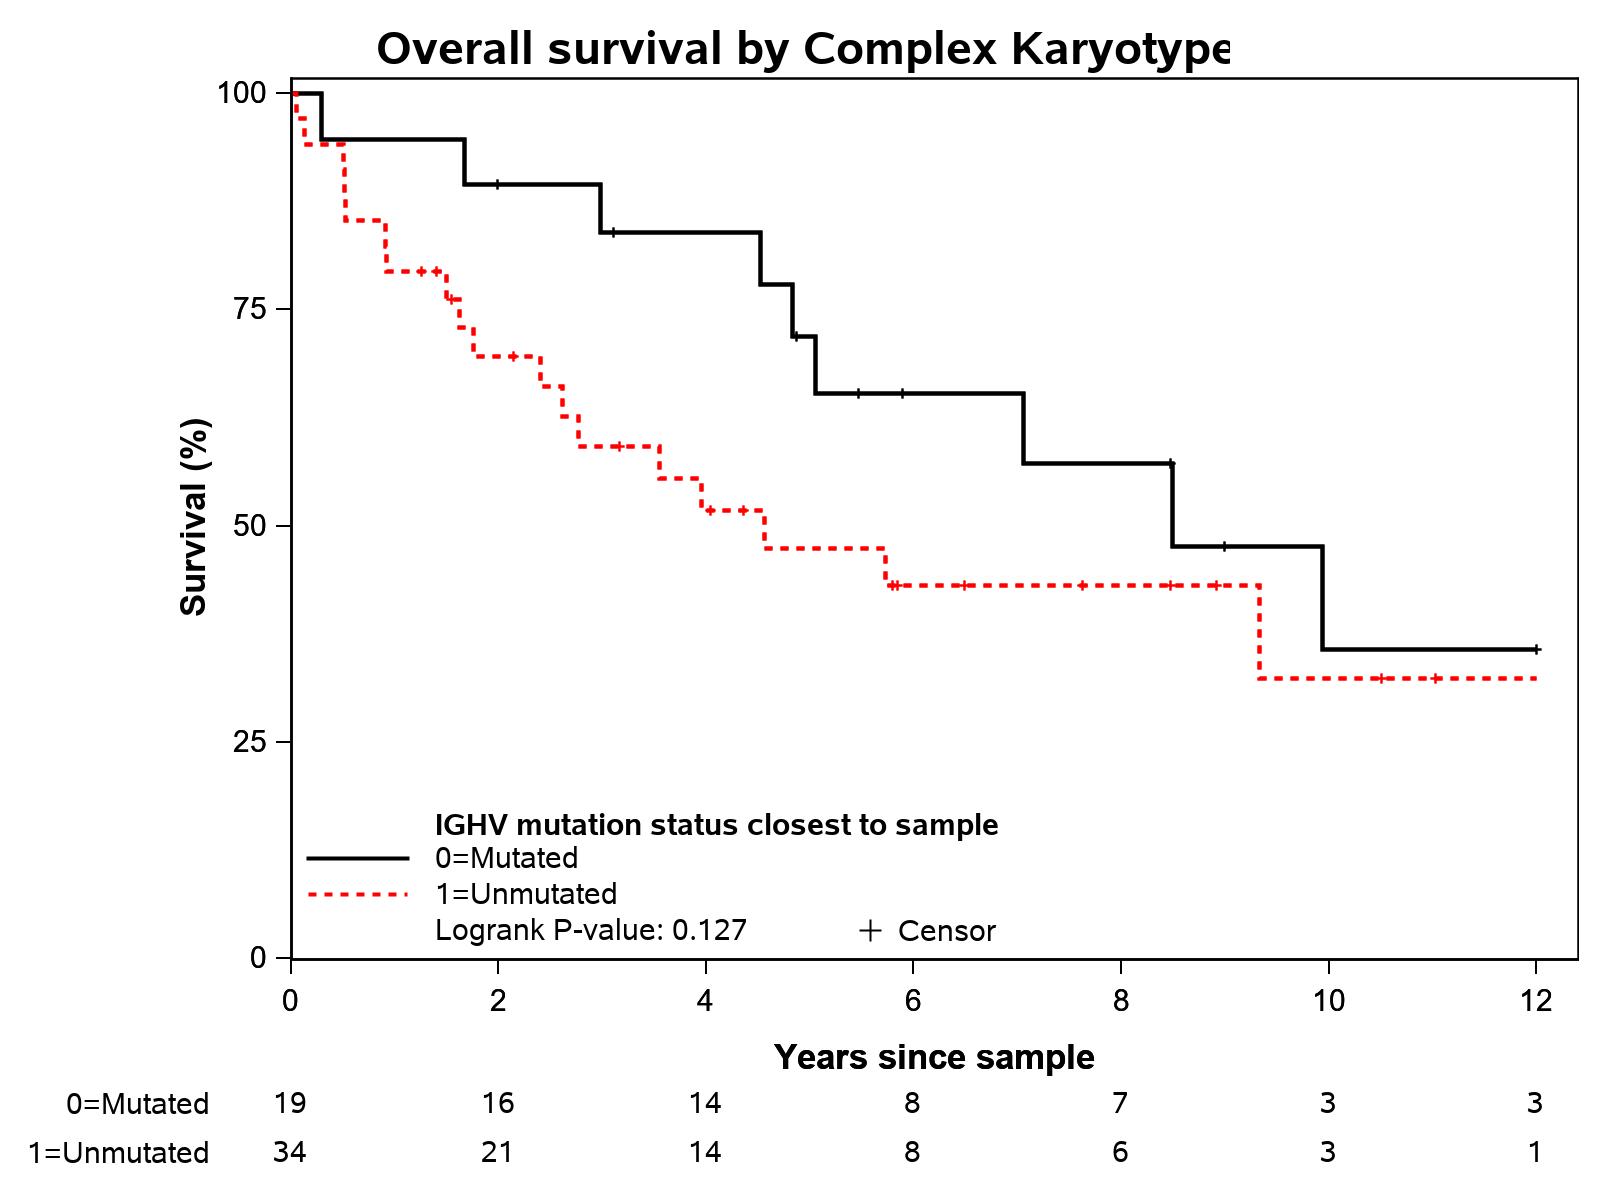 Overall survival by Complex Karyotype
100
75
50
25
0
Survival (%)
IGHV mutation status closest to sample
0=Mutated
1=Unmutated
Logrank P-value: 0.127 + Censor
0 2 4 6 8 10 12
Years since sample
0=Mutated 19 16 14 8 7 3 3
1=Unmutated 34 21 14 8 6 3 1